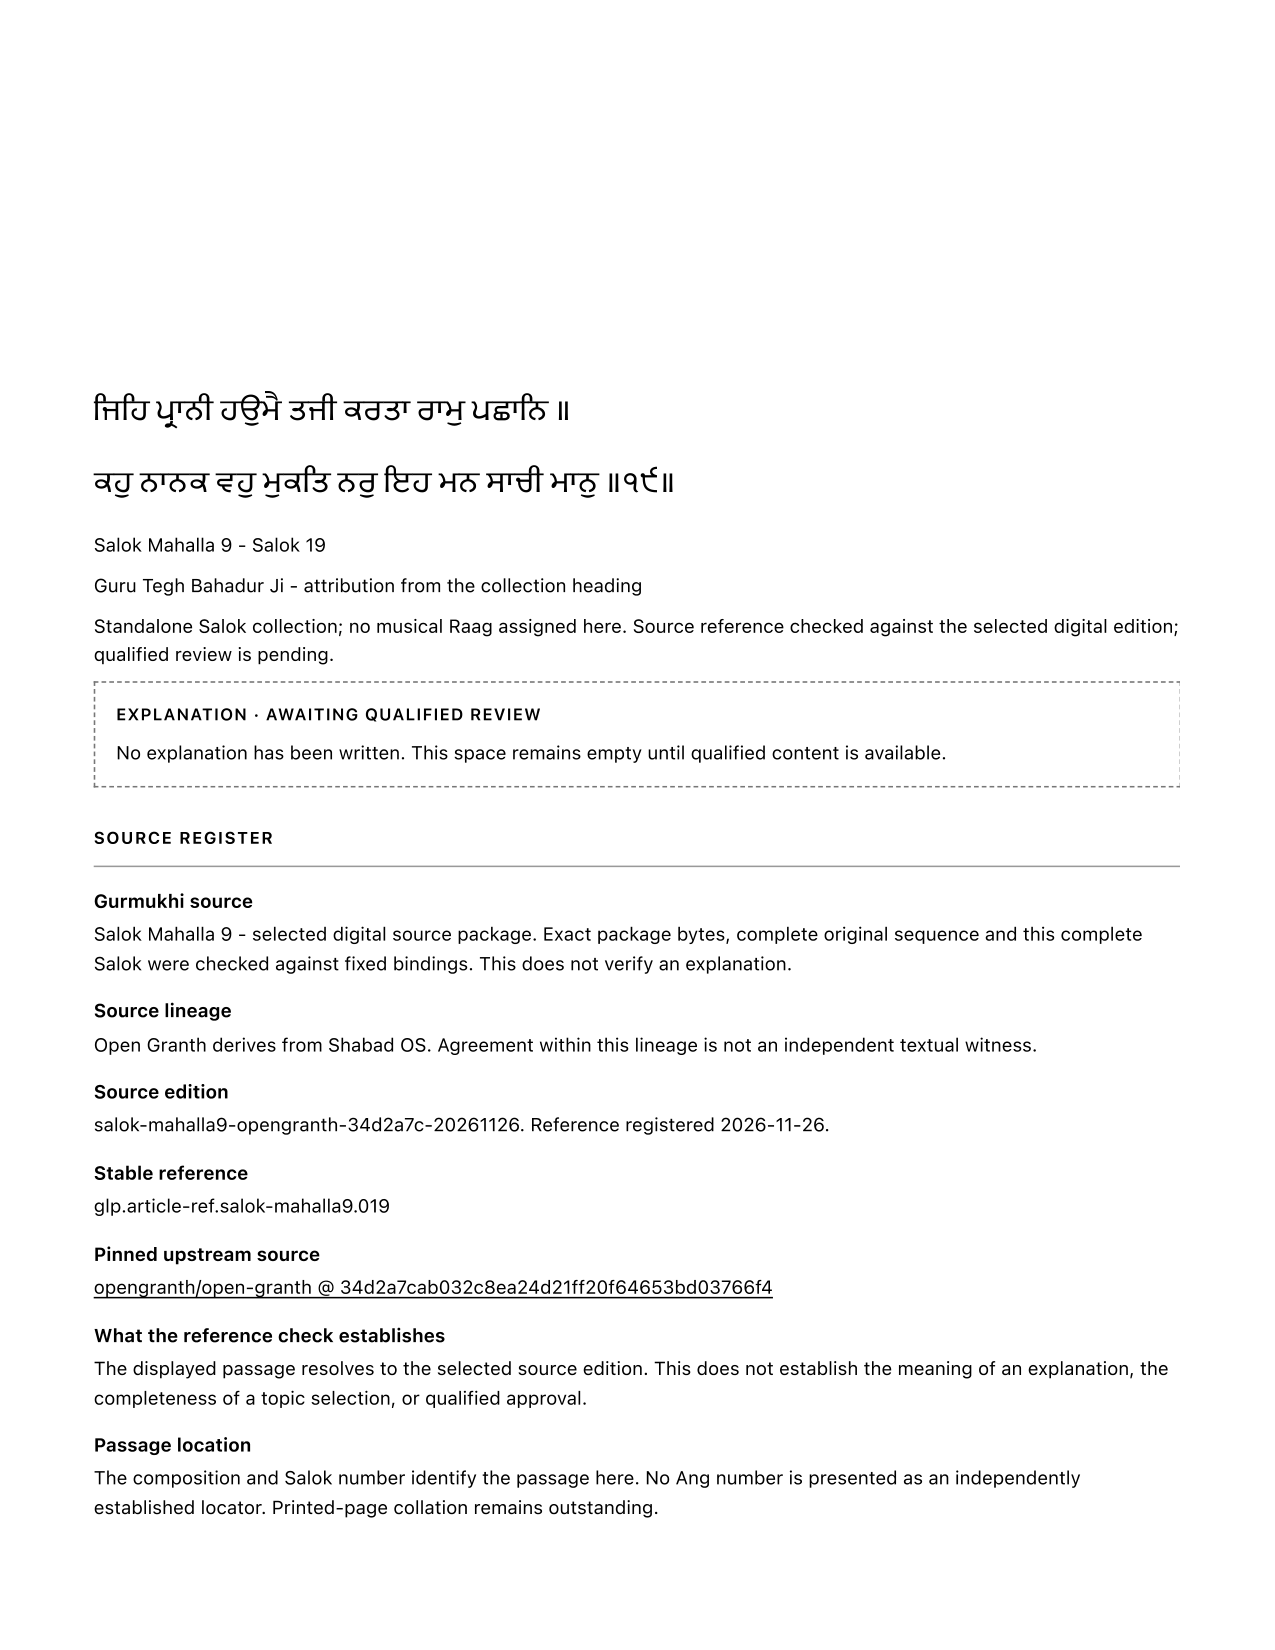 ਜਿਹਿ ਪ੍ਰਾਨੀ ਹਉਮੈ ਤਜੀ ਕਰਤਾ ਰਾਮੁ ਪਛਾਨਿ ॥
ਕਹੁ ਨਾਨਕ ਵਹੁ ਮੁਕਤਿ ਨਰੁ ਇਹ ਮਨ ਸਾਚੀ ਮਾਨੁ ॥੧੯॥
Salok Mahalla 9 - Salok 19
Guru Tegh Bahadur Ji - attribution from the collection heading
Standalone Salok collection; no musical Raag assigned here. Source reference checked against the selected digital edition;
qualified review is pending.
EXPLANATION · AWAITING QUALIFIED REVIEW
No explanation has been written. This space remains empty until qualified content is available.
SOURCE REGISTER
Gurmukhi source
Salok Mahalla 9 - selected digital source package. Exact package bytes, complete original sequence and this complete
Salok were checked against fixed bindings. This does not verify an explanation.
Source lineage
Open Granth derives from Shabad OS. Agreement within this lineage is not an independent textual witness.
Source edition
salok-mahalla9-opengranth-34d2a7c-20261126. Reference registered 2026-11-26.
Stable reference
glp.article-ref.salok-mahalla9.019
Pinned upstream source
opengranth/open-granth @ 34d2a7cab032c8ea24d21ff20f64653bd03766f4
What the reference check establishes
The displayed passage resolves to the selected source edition. This does not establish the meaning of an explanation, the
completeness of a topic selection, or qualified approval.
Passage location
The composition and Salok number identify the passage here. No Ang number is presented as an independently
established locator. Printed-page collation remains outstanding.